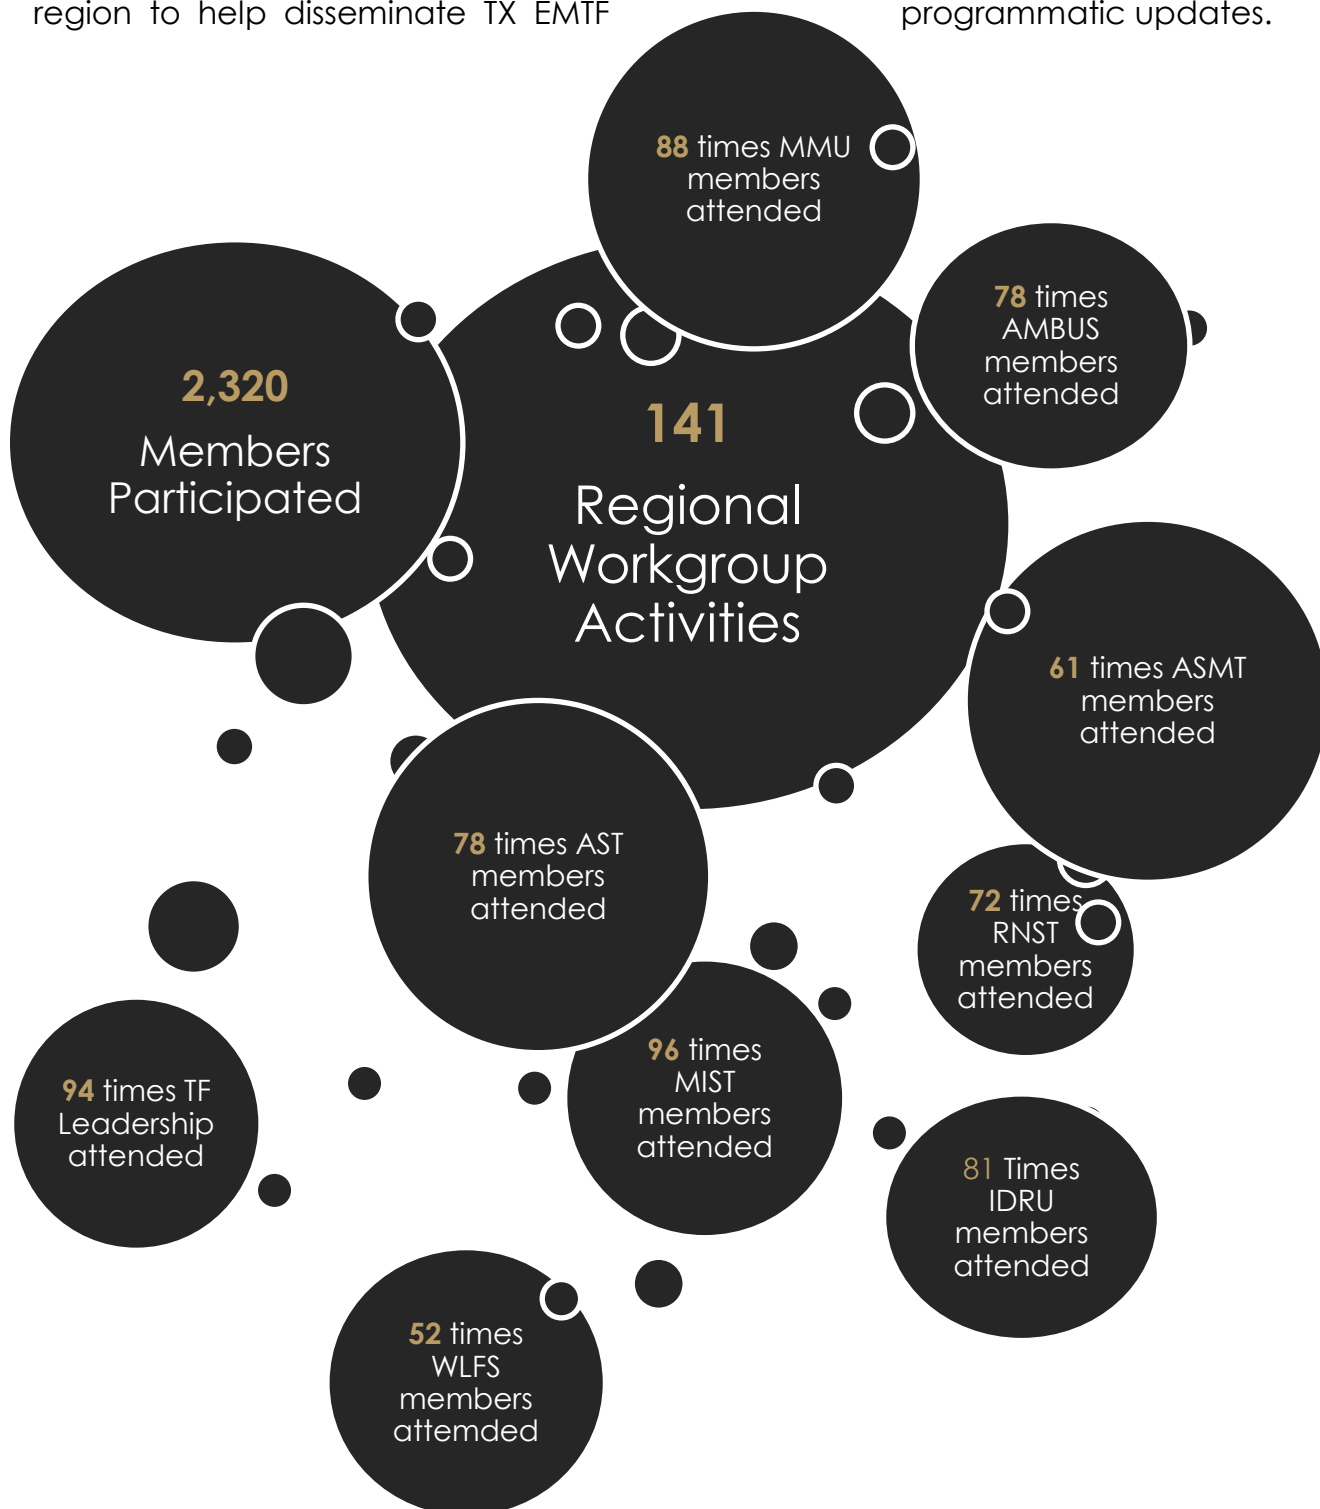 region to help disseminate TX EMTF programmatic updates.
88 times MMU
members
attended
78 times
AMBUS
members
attended
2,320
Members
Participated
141
Regional
Workgroup
Activities
61 times ASMT
members
attended
78 times AST
members
attended
72 times
RNST
members
attended
96 times
MIST
members
attended
94 times TF
Leadership
attended
81 Times
IDRU
members
attended
52 times
WLFS
members
attemded